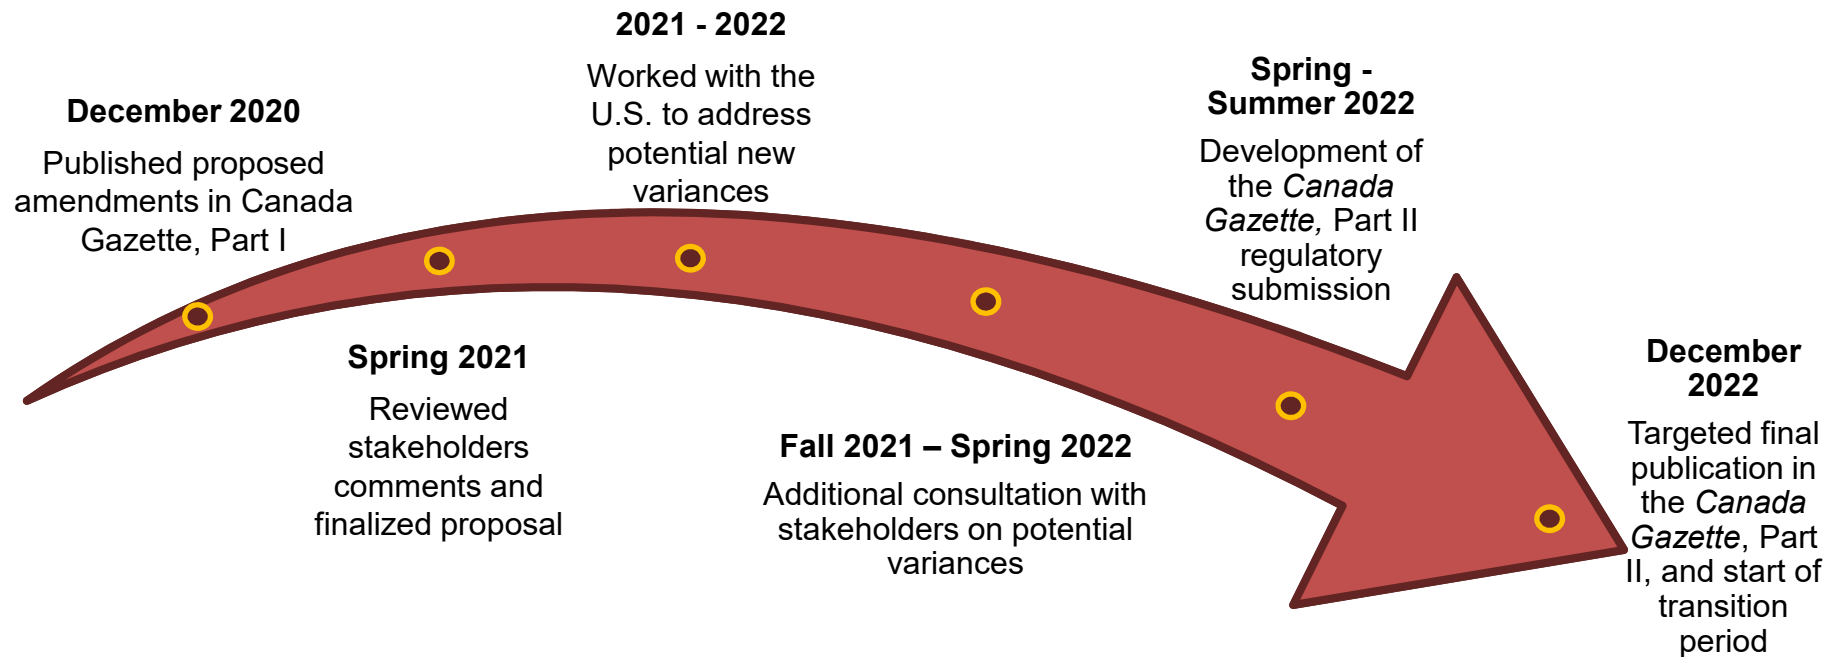 December 2020
Published proposed
amendments in Canada
Gazette, Part I
Spring 2021
Reviewed
stakeholders
comments and
finalized proposal
2021 - 2022
Worked with the
U.S. to address
potential new
variances
Fall 2021 – Spring 2022
Additional consultation with
stakeholders on potential
variances
Spring -
Summer 2022
Development of
the Canada
Gazette, Part II
regulatory
submission
December
2022
Targeted final
publication in
the Canada
Gazette, Part
II, and start of
transition
period